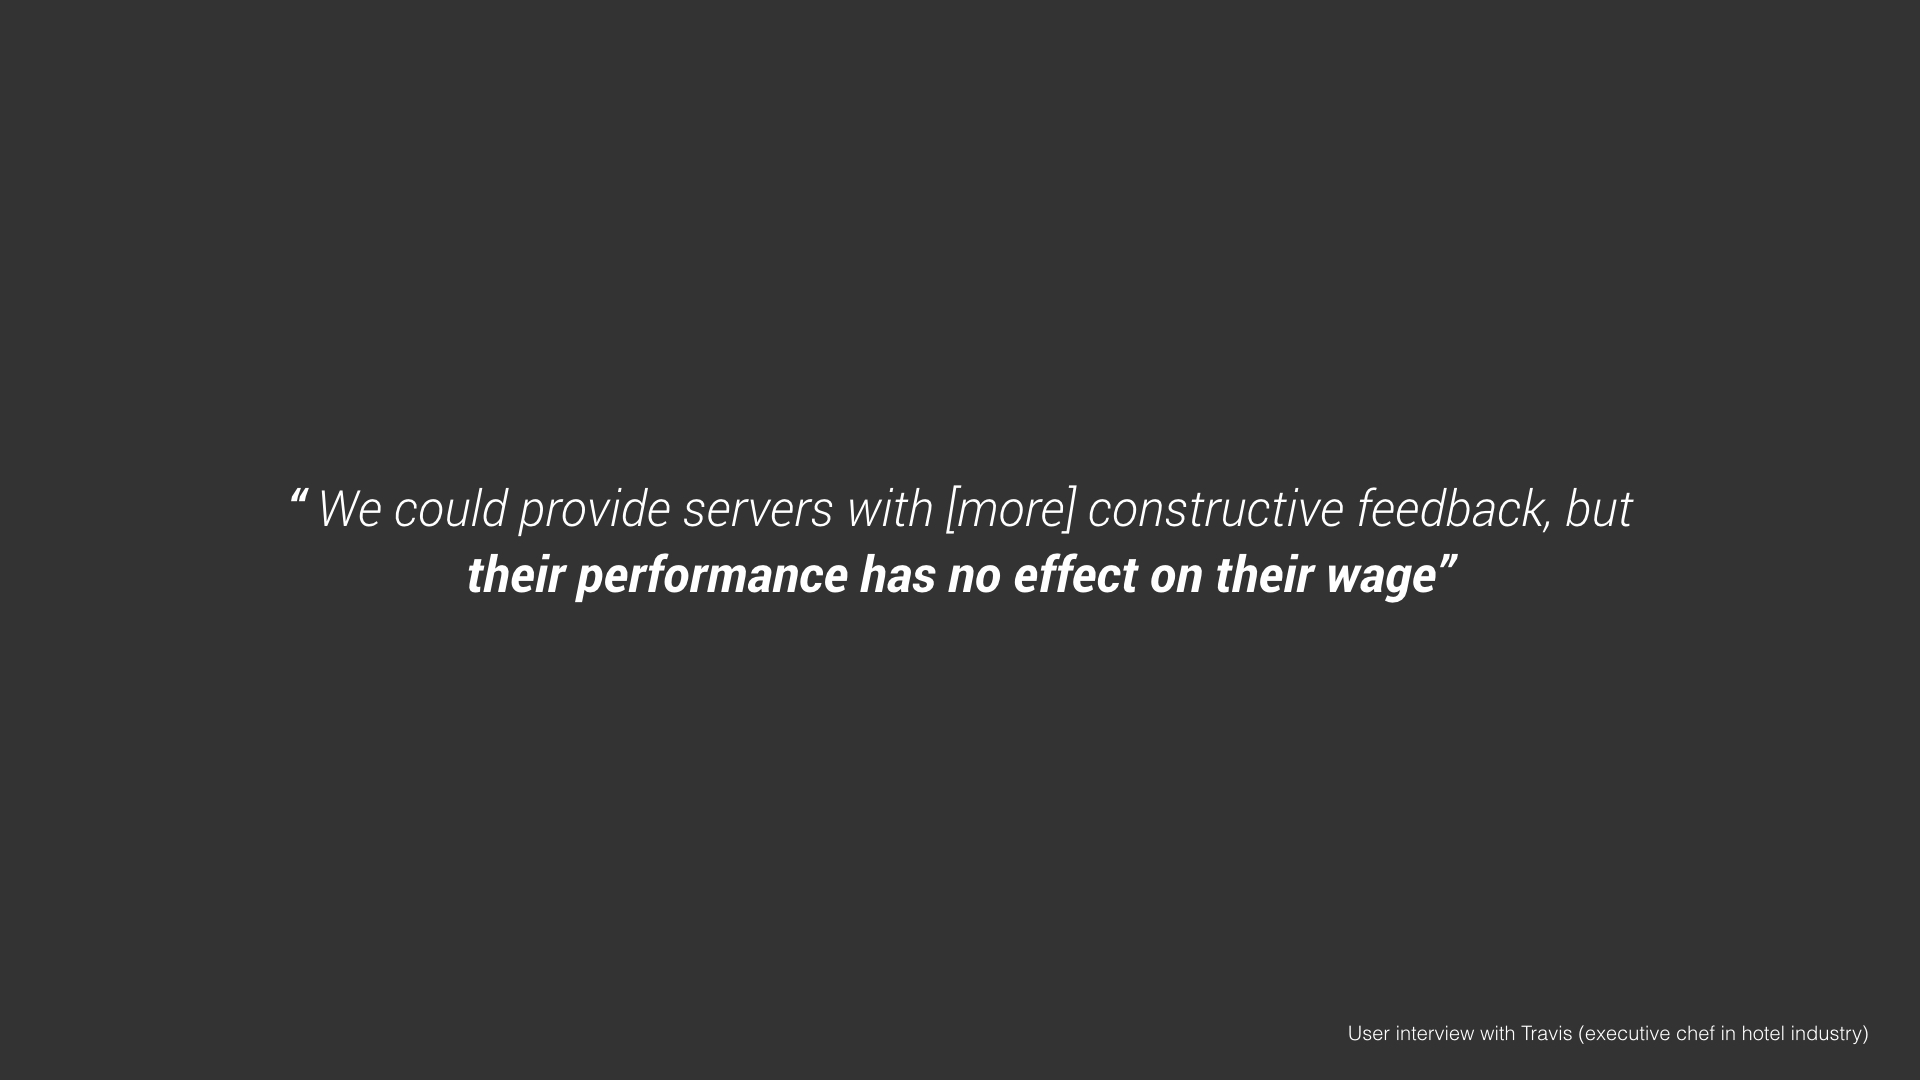 “ We could provide servers with [more] constructive feedback, but
their performance has no effect on their wage”
User interview with Travis (executive chef in hotel industry)